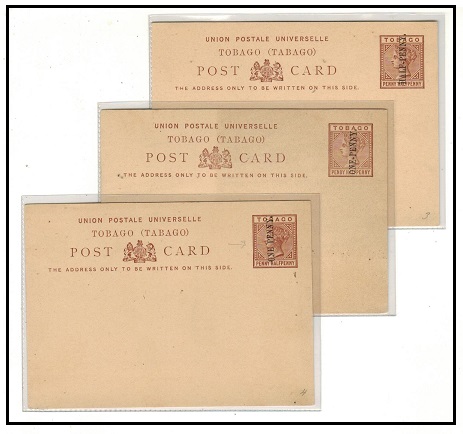 UNION POSTALE UNIVERSELLE
TOBAGO (TABAGO)
POST CARD
THE ADDRESS ONLY TO BE WRITTEN ON THIS SIDE.
TOBAGO
HALF-PENNY
PENNY HALFPENNY
UNION POSTALE UNIVERSELLE
TOBAGO (TABAGO)
POST CARD
THE ADDRESS ONLY TO BE WRITTEN ON THIS SIDE.
TOBAGO
ONE-PENNY
PENNY HALFPENNY
UNION POSTALE UNIVERSELLE
TOBAGO (TABAGO)
POST CARD
THE ADDRESS ONLY TO BE WRITTEN ON THIS SIDE.
TOBAGO
ONE PENNY
PENNY HALFPENNY